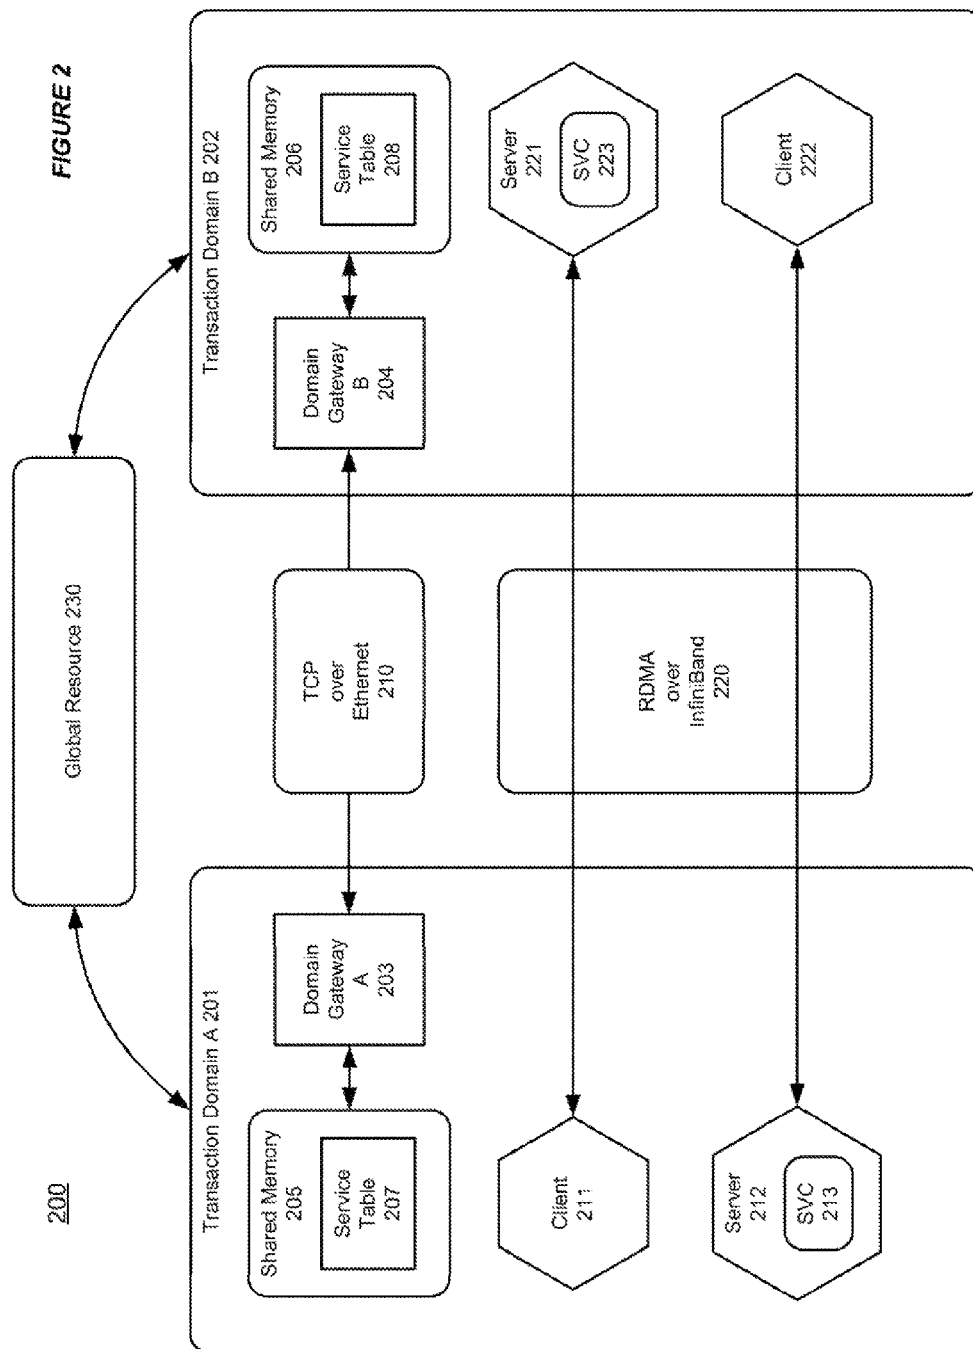 200
FIGURE 2
Global Resource 230
Transaction Domain A 201
Shared Memory
205
Service
Table
207
Domain
Gateway
A
203
TCP
over
Ethernet
210
Transaction Domain B 202
Domain
Gateway
B
204
Shared Memory
206
Service
Table
208
Client
211
RDMA
over
InfiniBand
220
Server
221
SVC
223
Server
212
SVC
213
Client
222